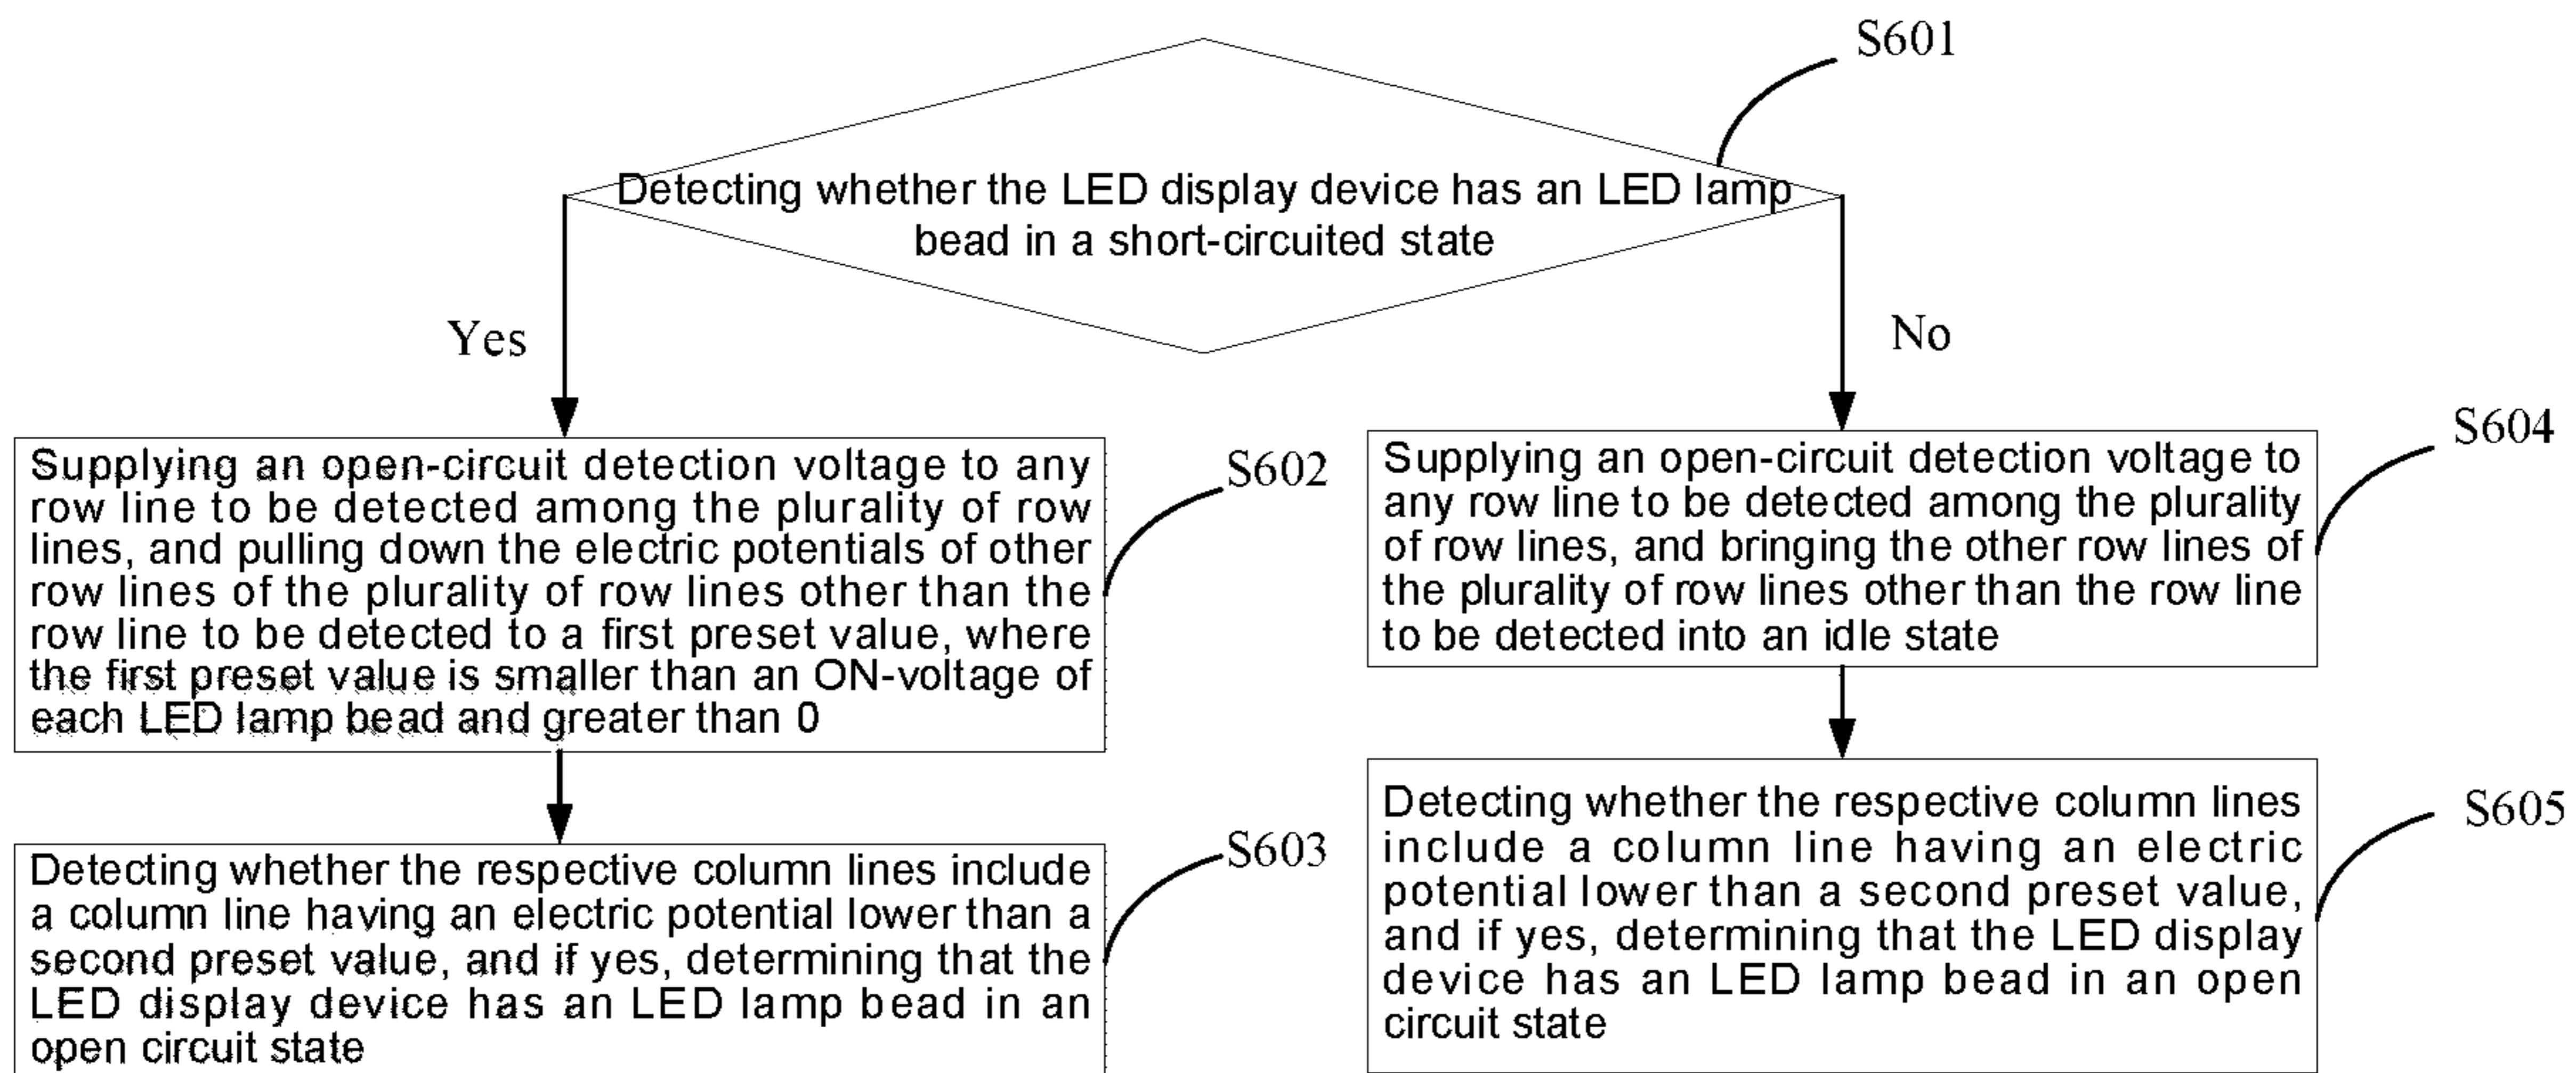 S601
Detecting whether the LED display device has an LED lamp
bead in a short-circuited state
Yes
No
Supplying an open-circuit detection voltage to any
row line to be detected among the plurality of row
lines, and pulling down the electric potentials of other
row lines of the plurality of row lines other than the
row line to be detected to a first preset value, where
the first preset value is smaller than an ON-voltage of
each LED lamp bead and greater than 0
S602
Supplying an open-circuit detection voltage to
any row line to be detected among the plurality
of row lines, and bringing the other row lines of
the plurality of row lines other than the row line
to be detected into an idle state
S604
Detecting whether the respective column lines include
a column line having an electric potential lower than a
second preset value, and if yes, determining that the
LED display device has an LED lamp bead in an
open circuit state
S603
Detecting whether the respective column lines
include a column line having an electric
potential lower than a second preset value,
and if yes, determining that the LED display
device has an LED lamp bead in an open
circuit state
S605